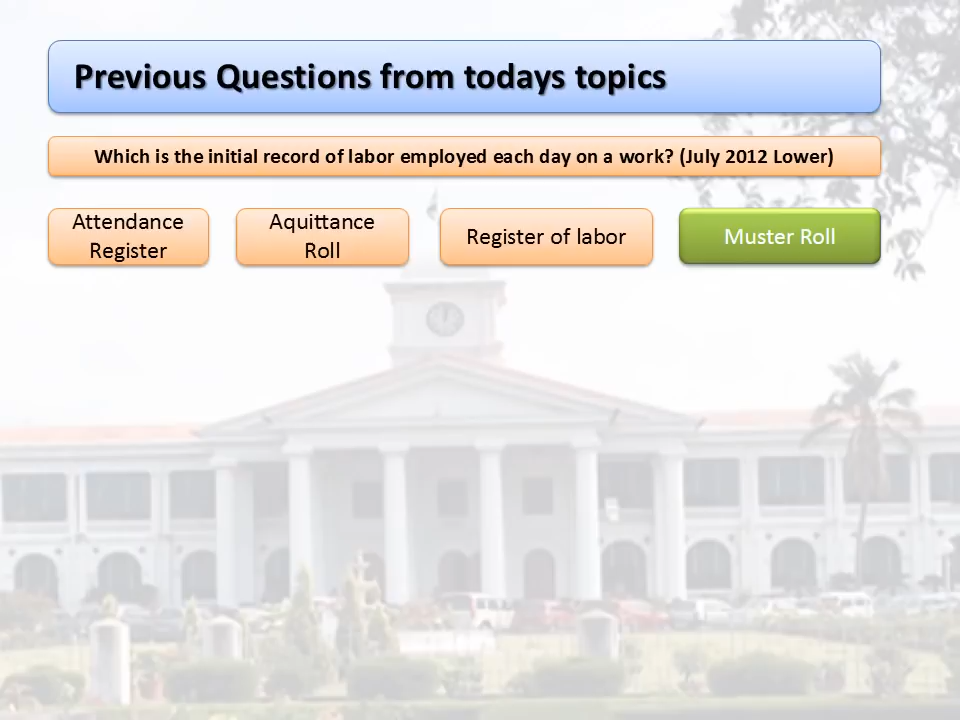 Previous Questions from todays topics
Which is the initial record of labor employed each day on a work? (July 2012 Lower)
Attendance
Register
Aquittance
Roll
Register of labor
Muster Roll